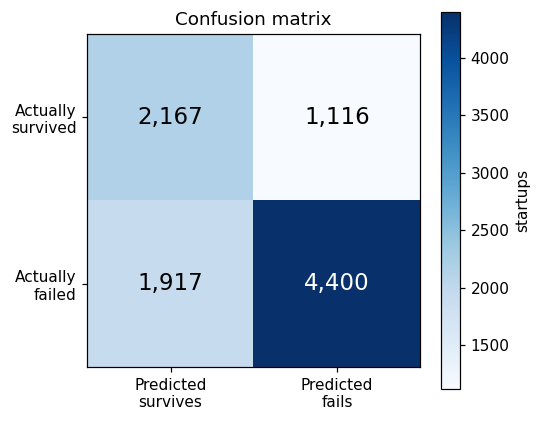 Confusion matrix
Actually
survived
2,167
1,116
Actually
failed
1,917
4,400
Predicted
survives
Predicted
fails
4000
3500
3000
2500
2000
1500
startups